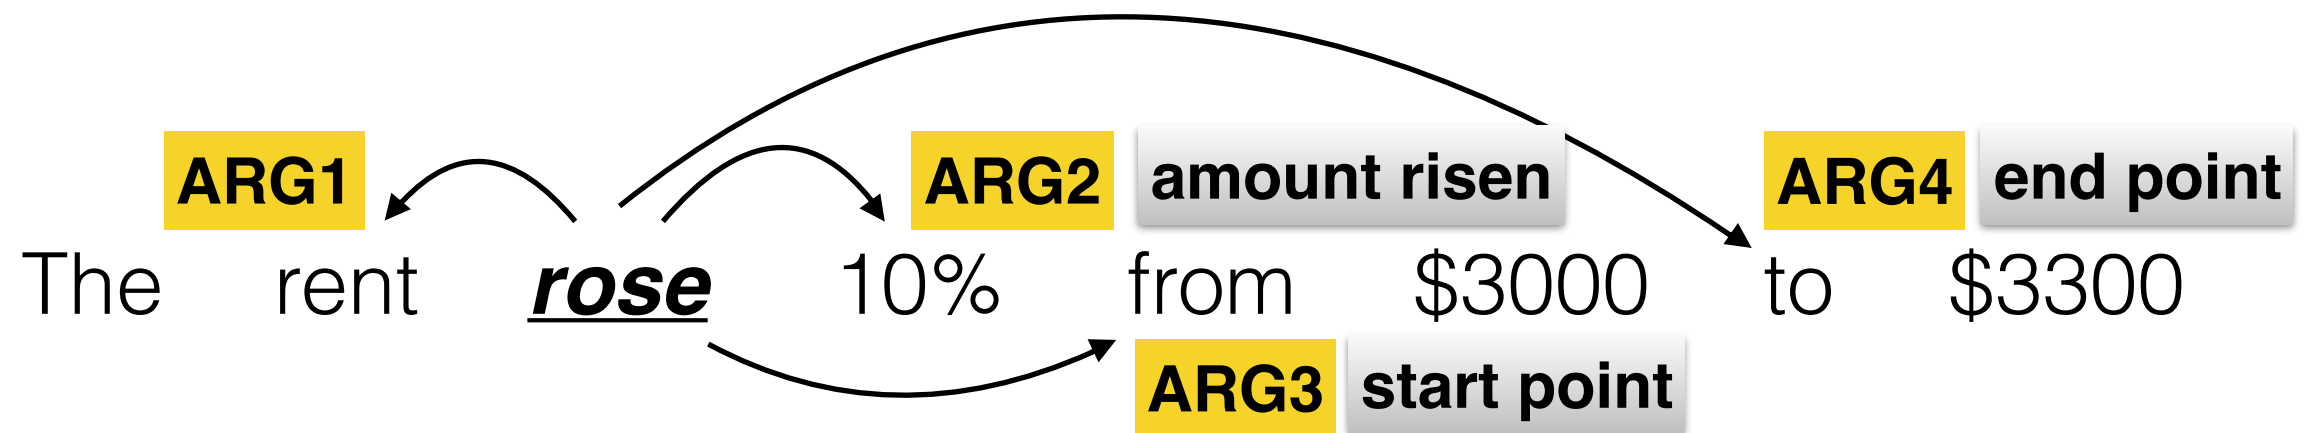 ARG1 ARG2 amount risen ARG4 end point
The rent rose 10% from $3000 to $3300
ARG3 start point